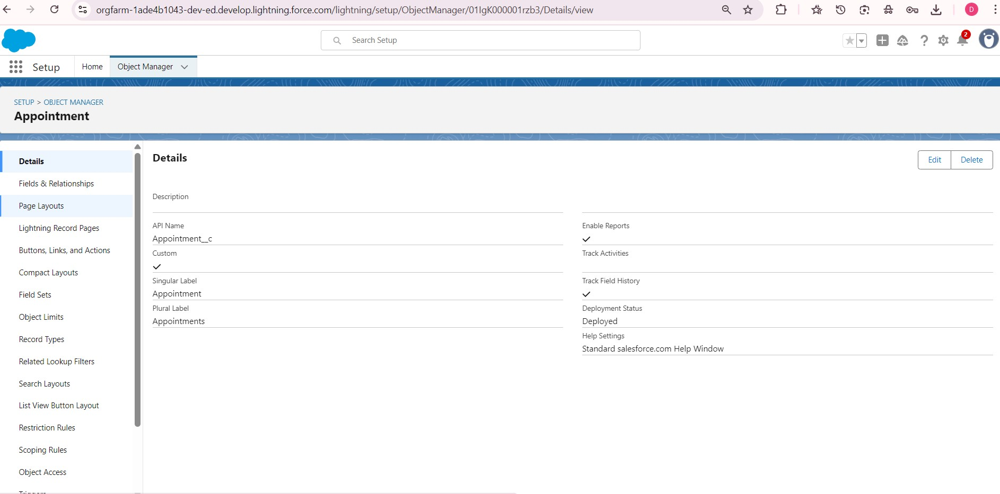 orgfarm-1ade4b1043-dev-ed.develop.lightning.force.com/lightning/setup/ObjectManager/01IgK000001rzb3/Details/view
D
Search Setup
2
Setup
Home
Object Manager
SETUP > OBJECT MANAGER
Appointment
Details
Fields & Relationships
Page Layouts
Lightning Record Pages
Buttons, Links, and Actions
Compact Layouts
Field Sets
Object Limits
Record Types
Related Lookup Filters
Search Layouts
List View Button Layout
Restriction Rules
Scoping Rules
Object Access
Triggers
Details
Edit
Delete
Description
API Name
Appointment__c
Custom
Singular Label
Appointment
Plural Label
Appointments
Enable Reports
Track Activities
Track Field History
Deployment Status
Deployed
Help Settings
Standard salesforce.com Help Window